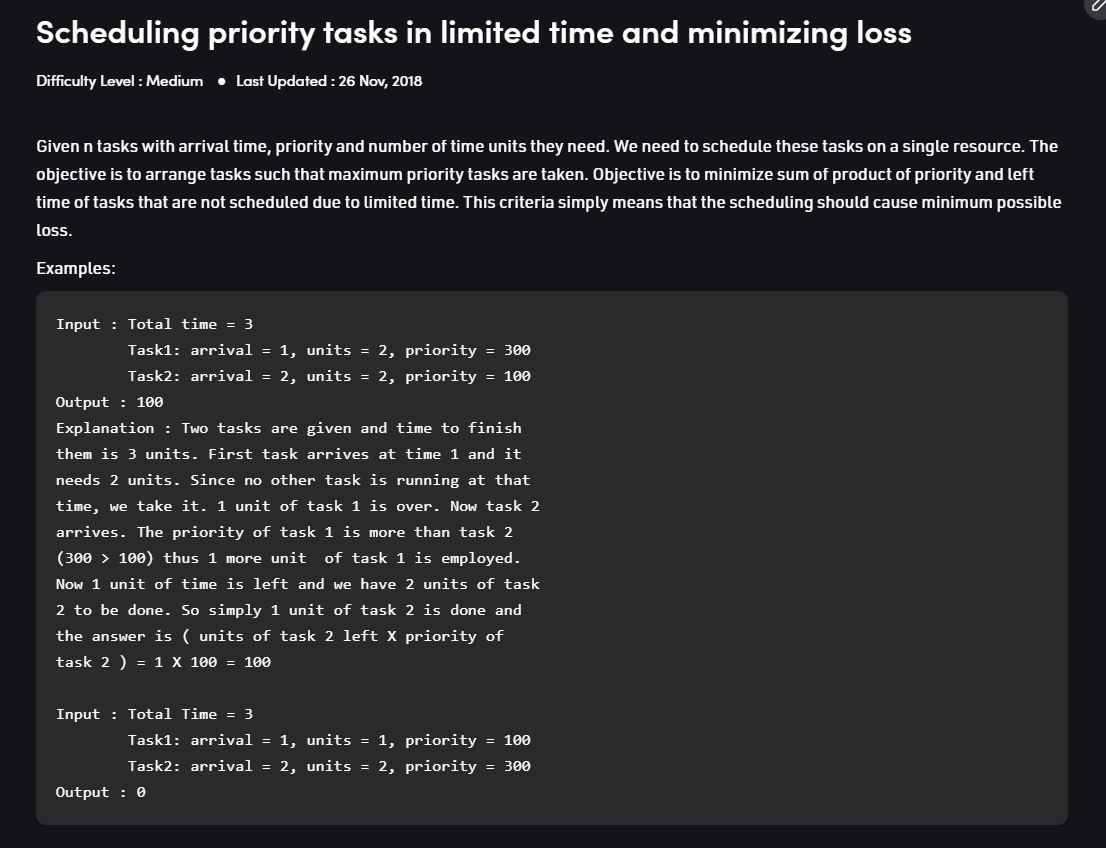 Scheduling priority tasks in limited time and minimizing loss
Difficulty Level : Medium ● Last Updated : 26 Nov, 2018
Given n tasks with arrival time, priority and number of time units they need. We need to schedule these tasks on a single resource. The
objective is to arrange tasks such that maximum priority tasks are taken. Objective is to minimize sum of product of priority and left
time of tasks that are not scheduled due to limited time. This criteria simply means that the scheduling should cause minimum possible
loss.
Examples:
Input : Total time = 3
Task1: arrival = 1, units = 2, priority = 300
Task2: arrival = 2, units = 2, priority = 100
Output : 100
Explanation : Two tasks are given and time to finish
them is 3 units. First task arrives at time 1 and it
needs 2 units. Since no other task is running at that
time, we take it. 1 unit of task 1 is over. Now task 2
arrives. The priority of task 1 is more than task 2
(300 > 100) thus 1 more unit  of task 1 is employed.
Now 1 unit of time is left and we have 2 units of task
2 to be done. So simply 1 unit of task 2 is done and
the answer is ( units of task 2 left X priority of
task 2 ) = 1 X 100 = 100
Input : Total Time = 3
Task1: arrival = 1, units = 1, priority = 100
Task2: arrival = 2, units = 2, priority = 300
Output : 0